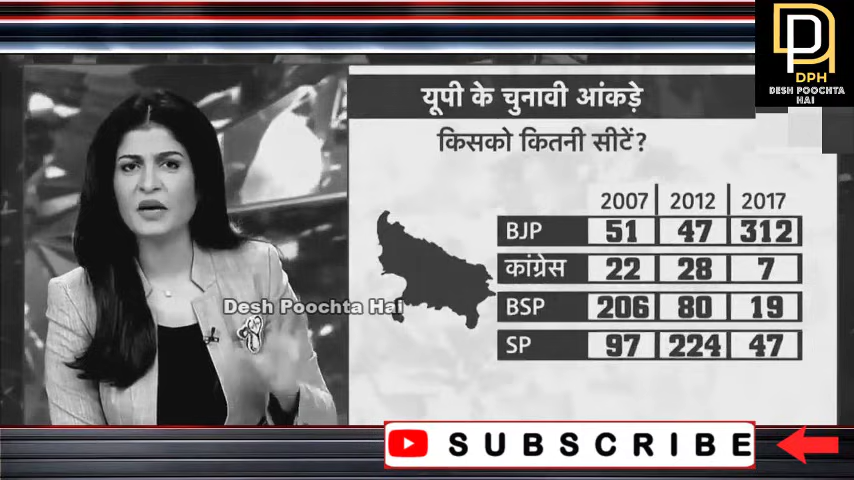 DPH
DESH POOCHTA
HAI
यूपी के चुनावी आंकड़े
किसको कितनी सीटें?
2007 2012 2017
BJP 51 47 312
कांग्रेस 22 28 7
BSP 206 80 19
SP 97 224 47
Desh Poochta Hai
SUBSCRIBE